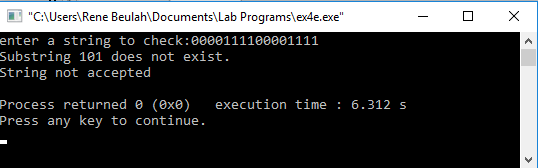 "C:\Users\Rene Beulah\Documents\Lab Programs\ex4e.exe"
enter a string to check:0000111100001111
Substring 101 does not exist.
String not accepted
Process returned 0 (0x0)   execution time : 6.312 s
Press any key to continue.